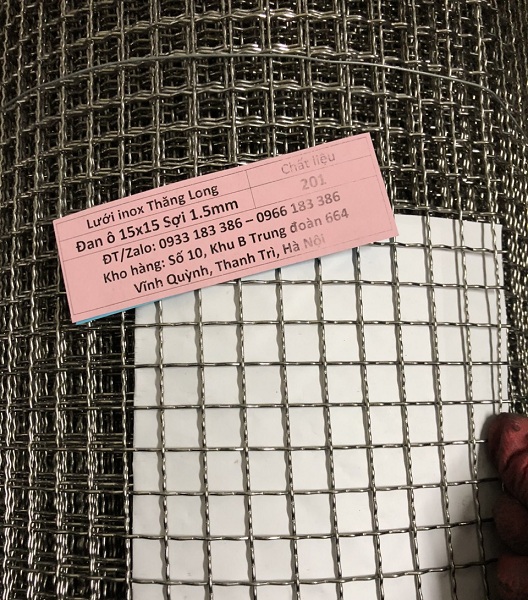 Lưới inox Thăng Long
Chất liệu
Đan ô 15x15 Sợi 1.5mm
201
ĐT/Zalo: 0933 183 386 – 0966 183 386
Kho hàng: Số 10, Khu B Trung đoàn 664
Vĩnh Quỳnh, Thanh Trì, Hà Nội